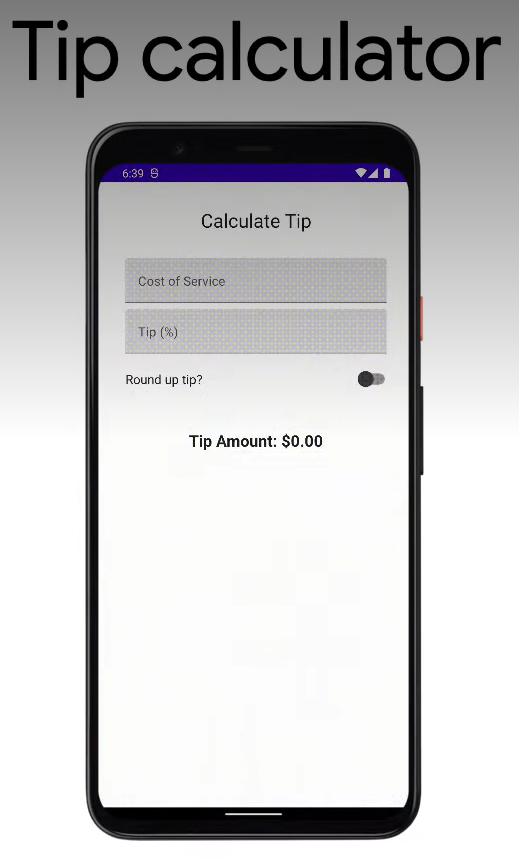 Tip calculator
6:39
Calculate Tip
Cost of Service
Tip (%)
Round up tip?
Tip Amount: $0.00